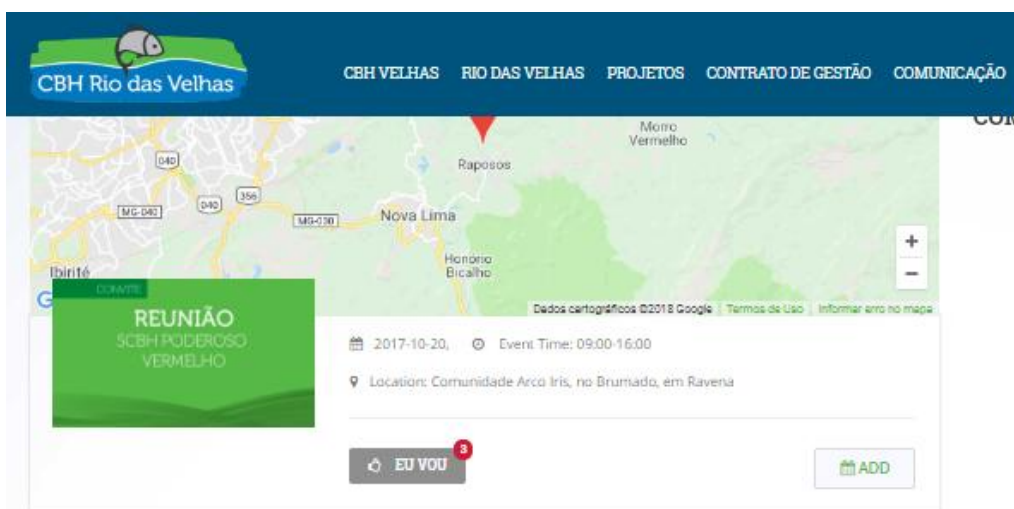 CBH Rio das Velhas
CBH VELHAS RIO DAS VELHAS PROJETOS CONTRATO DE GESTÃO COMUNICAÇÃO
Morro
Vermelho
040
Raposos
356
MG-040
040
MG-030
Nova Lima
+
Honório
Bicalho
−
Ibirité
G
Dados cartográficos ©2018 Google Termos de Uso Informar erro no mapa
CONVITE
REUNIÃO
SCBH PODEROSO
VERMELHO
2017-10-20, Event Time: 09:00-16:00
Location: Comunidade Arco Iris, no Brumado, em Ravena
3
EU VOU
ADD